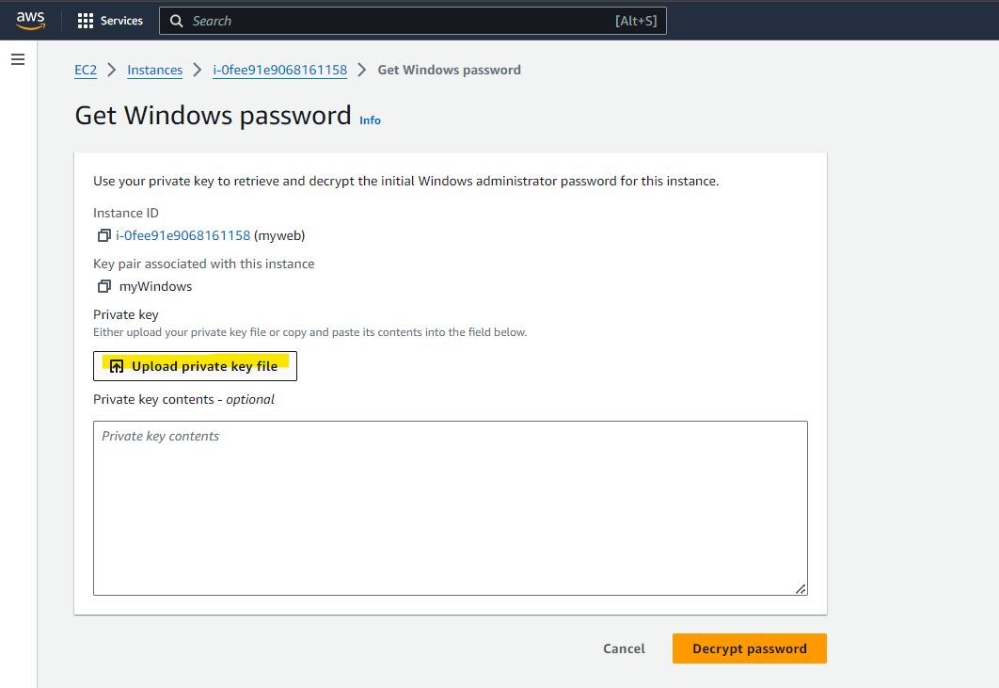 aws Services Search [Alt+S]
EC2 Instances i-0fee91e9068161158 Get Windows password
Get Windows password Info
Use your private key to retrieve and decrypt the initial Windows administrator password for this instance.
Instance ID
i-0fee91e9068161158 (myweb)
Key pair associated with this instance
myWindows
Private key
Either upload your private key file or copy and paste its contents into the field below.
Upload private key file
Private key contents - optional
Private key contents
Cancel Decrypt password